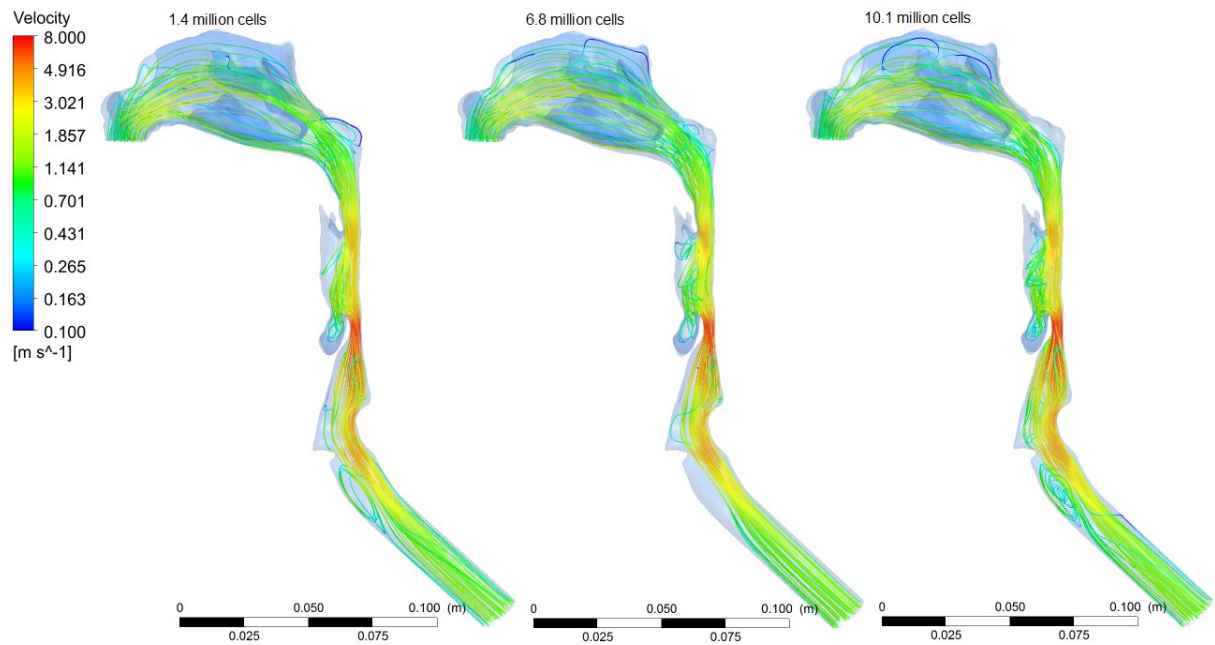 Velocity
8.000
4.916
3.021
1.857
1.141
0.701
0.431
0.265
0.163
0.100
[m s^-1]
1.4 million cells
6.8 million cells
10.1 million cells
0 0.050 0.100 (m)
0.025 0.075
0 0.050 0.100 (m)
0.025 0.075
0 0.050 0.100 (m)
0.025 0.075